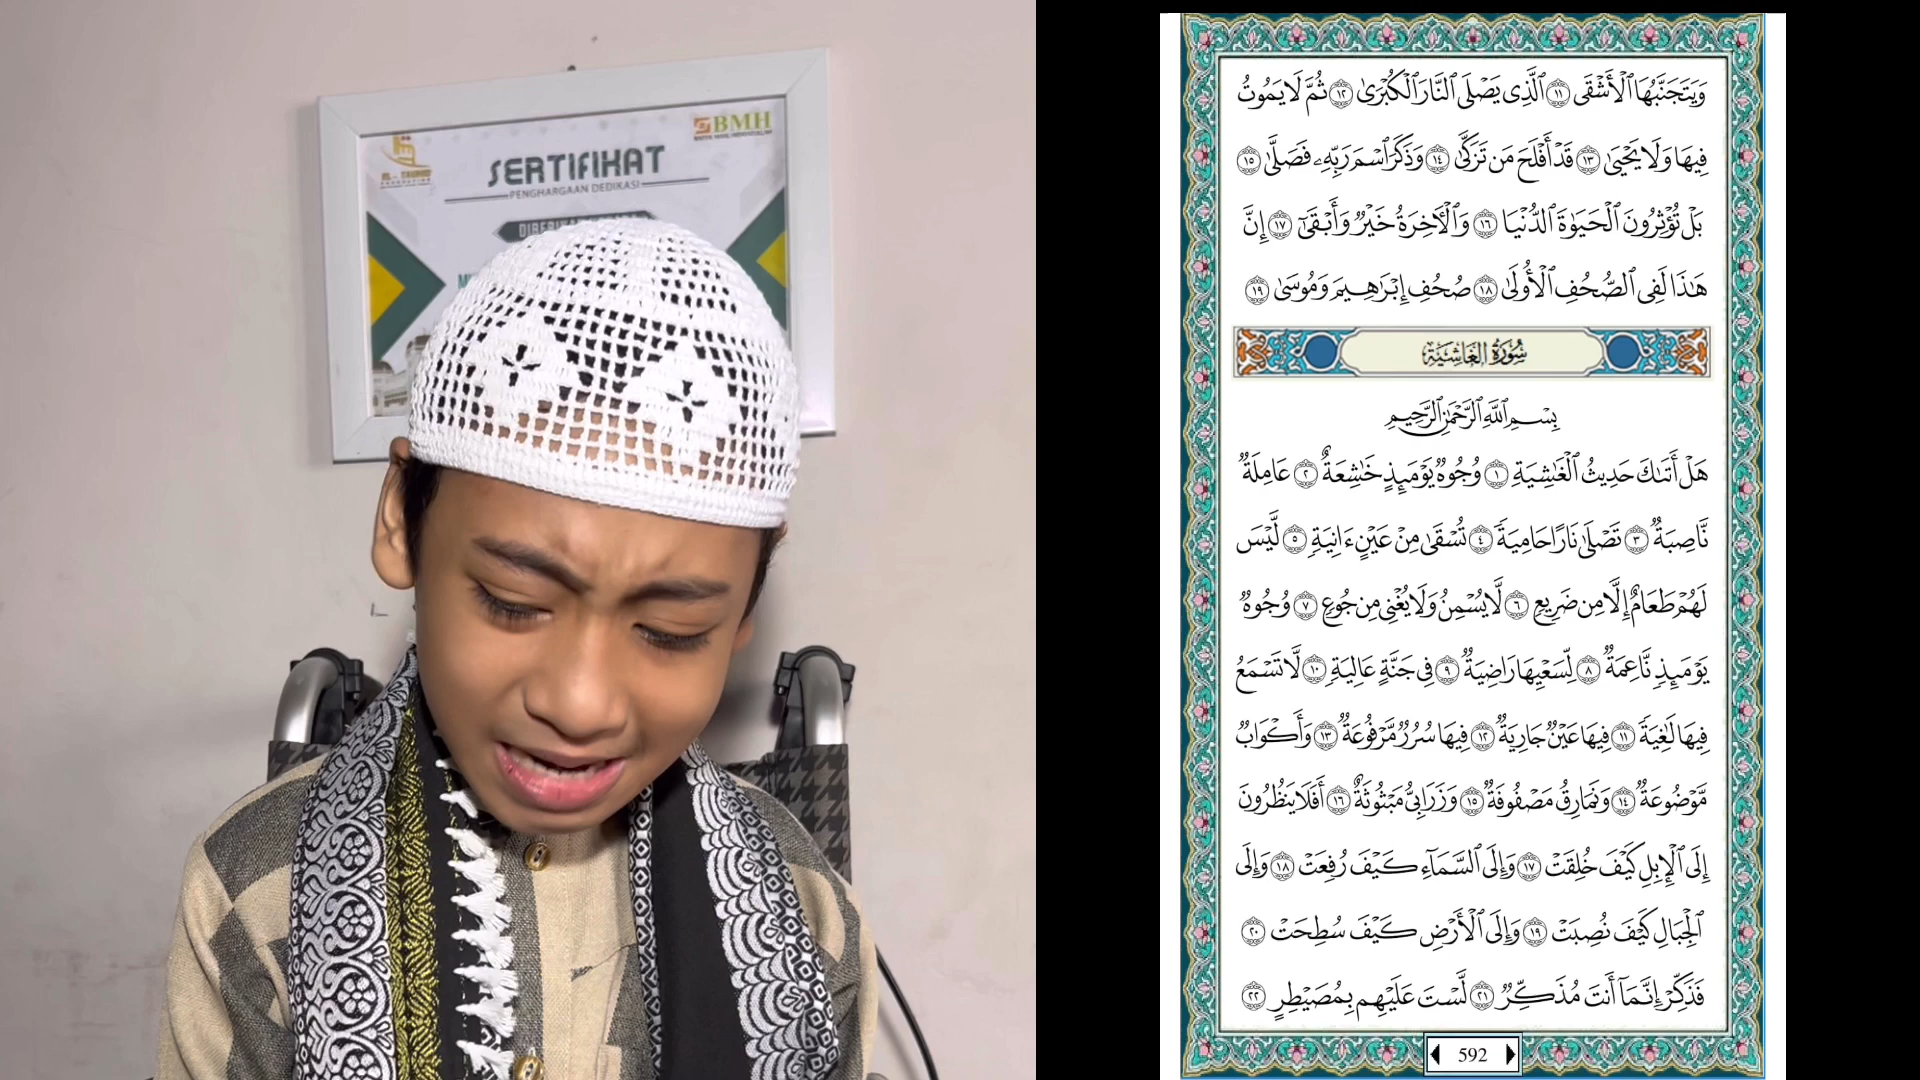 BMH
AL - TAUHID
SERTIFIKAT
PENGHARGAAN DEDIKASI
وَيَتَجَنَّبُهَا ٱلْأَشْقَى ١١ ٱلَّذِى يَصْلَى ٱلنَّارَ ٱلْكُبْرَىٰ ١٢ ثُمَّ لَا يَمُوتُ
فِيهَا وَلَا يَحْيَىٰ ١٣ قَدْ أَفْلَحَ مَن تَزَكَّىٰ ١٤ وَذَكَرَ ٱسْمَ رَبِّهِۦ فَصَلَّىٰ ١٥
بَلْ تُؤْثِرُونَ ٱلْحَيَوٰةَ ٱلدُّنْيَا ١٦ وَٱلْـَٔاخِرَةُ خَيْرٌ وَأَبْقَىٰٓ ١٧ إِنَّ
هَـٰذَا لَفِى ٱلصُّحُفِ ٱلْأُولَىٰ ١٨ صُحُفِ إِبْرَٰهِيمَ وَمُوسَىٰ ١٩
سُورَةُ الغَاشِيَةِ
بِسْمِ ٱللَّهِ ٱلرَّحْمَـٰنِ ٱلرَّحِيمِ
هَلْ أَتَىٰكَ حَدِيثُ ٱلْغَـٰشِيَةِ ١ وُجُوهٌ يَوْمَئِذٍ خَـٰشِعَةٌ ٢ عَامِلَةٌ
نَّاصِبَةٌ ٣ تَصْلَىٰ نَارًا حَامِيَةً ٤ تُسْقَىٰ مِنْ عَيْنٍ ءَانِيَةٍ ٥ لَّيْسَ
لَهُمْ طَعَامٌ إِلَّا مِن ضَرِيعٍ ٦ لَّا يُسْمِنُ وَلَا يُغْنِى مِن جُوعٍ ٧ وُجُوهٌ
يَوْمَئِذٍ نَّاعِمَةٌ ٨ لِّسَعْيِهَا رَاضِيَةٌ ٩ فِى جَنَّةٍ عَالِيَةٍ ١٠ لَّا تَسْمَعُ
فِيهَا لَـٰغِيَةً ١١ فِيهَا عَيْنٌ جَارِيَةٌ ١٢ فِيهَا سُرُرٌ مَّرْفُوعَةٌ ١٣ وَأَكْوَابٌ
مَّوْضُوعَةٌ ١٤ وَنَمَارِقُ مَصْفُوفَةٌ ١٥ وَزَرَابِىُّ مَبْثُوثَةٌ ١٦ أَفَلَا يَنظُرُونَ
إِلَى ٱلْإِبِلِ كَيْفَ خُلِقَتْ ١٧ وَإِلَى ٱلسَّمَآءِ كَيْفَ رُفِعَتْ ١٨ وَإِلَى
ٱلْجِبَالِ كَيْفَ نُصِبَتْ ١٩ وَإِلَى ٱلْأَرْضِ كَيْفَ سُطِحَتْ ٢٠
فَذَكِّرْ إِنَّمَآ أَنتَ مُذَكِّرٌ ٢١ لَّسْتَ عَلَيْهِم بِمُصَيْطِرٍ ٢٢
592